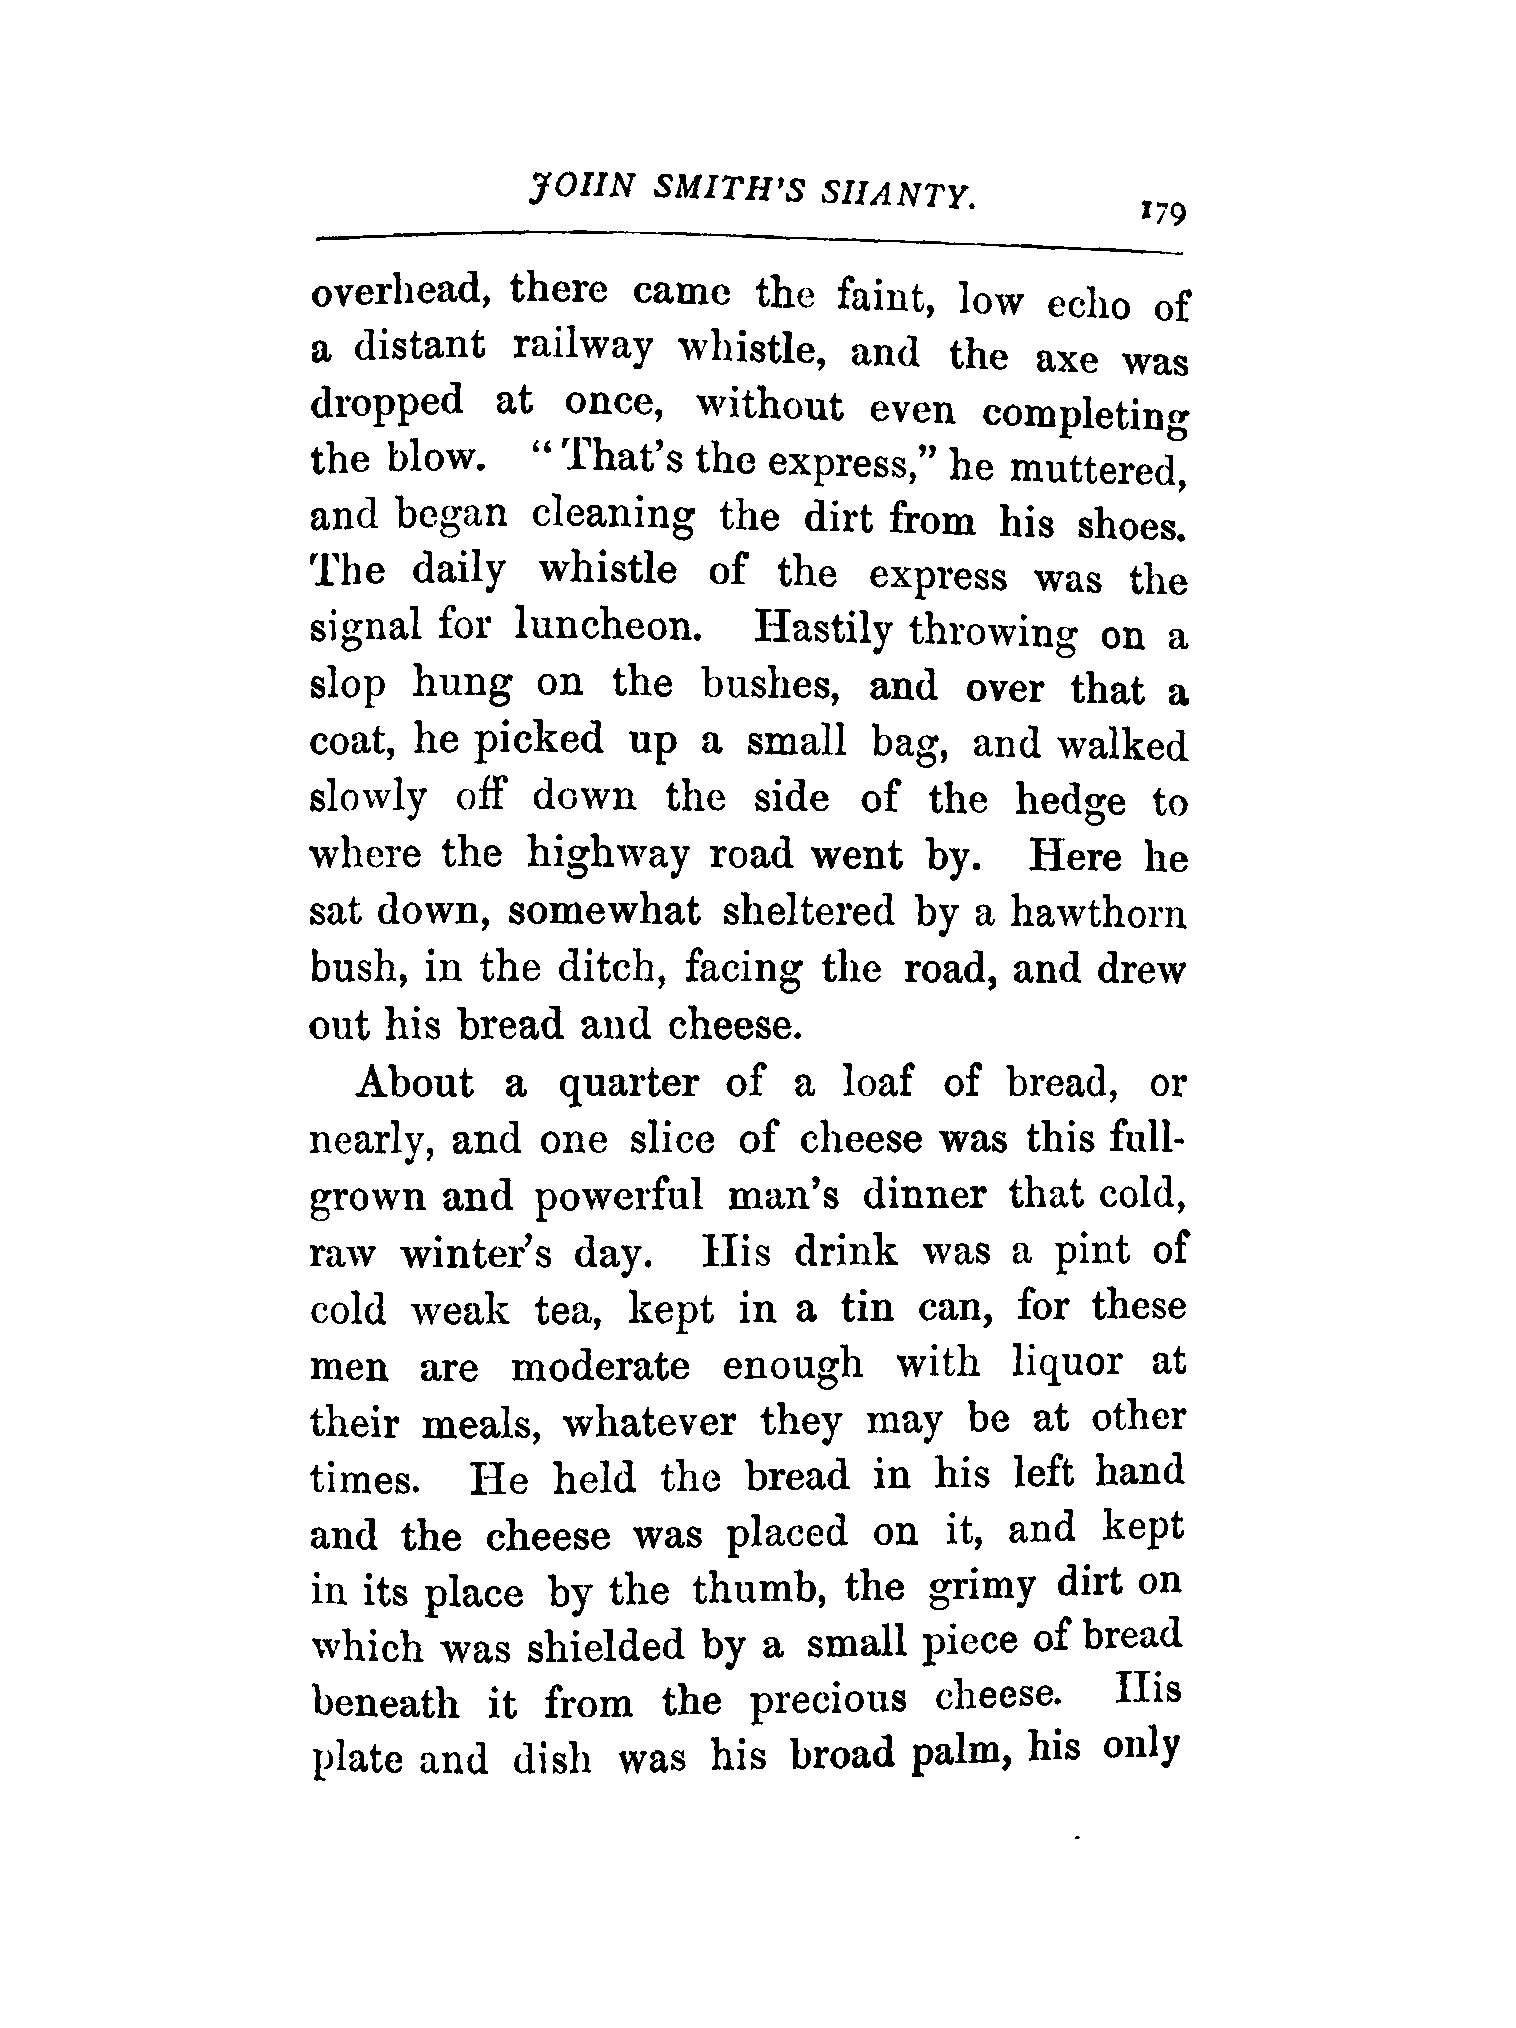 JOHN SMITH'S SHANTY.
179
overhead, there came the faint, low echo of
a distant railway whistle, and the axe was
dropped at once, without even completing
the blow. “That’s the express,” he muttered,
and began cleaning the dirt from his shoes.
The daily whistle of the express was the
signal for luncheon. Hastily throwing on a
slop hung on the bushes, and over that a
coat, he picked up a small bag, and walked
slowly off down the side of the hedge to
where the highway road went by. Here he
sat down, somewhat sheltered by a hawthorn
bush, in the ditch, facing the road, and drew
out his bread and cheese.
About a quarter of a loaf of bread, or
nearly, and one slice of cheese was this full-
grown and powerful man’s dinner that cold,
raw winter’s day. His drink was a pint of
cold weak tea, kept in a tin can, for these
men are moderate enough with liquor at
their meals, whatever they may be at other
times. He held the bread in his left hand
and the cheese was placed on it, and kept
in its place by the thumb, the grimy dirt on
which was shielded by a small piece of bread
beneath it from the precious cheese. His
plate and dish was his broad palm, his only